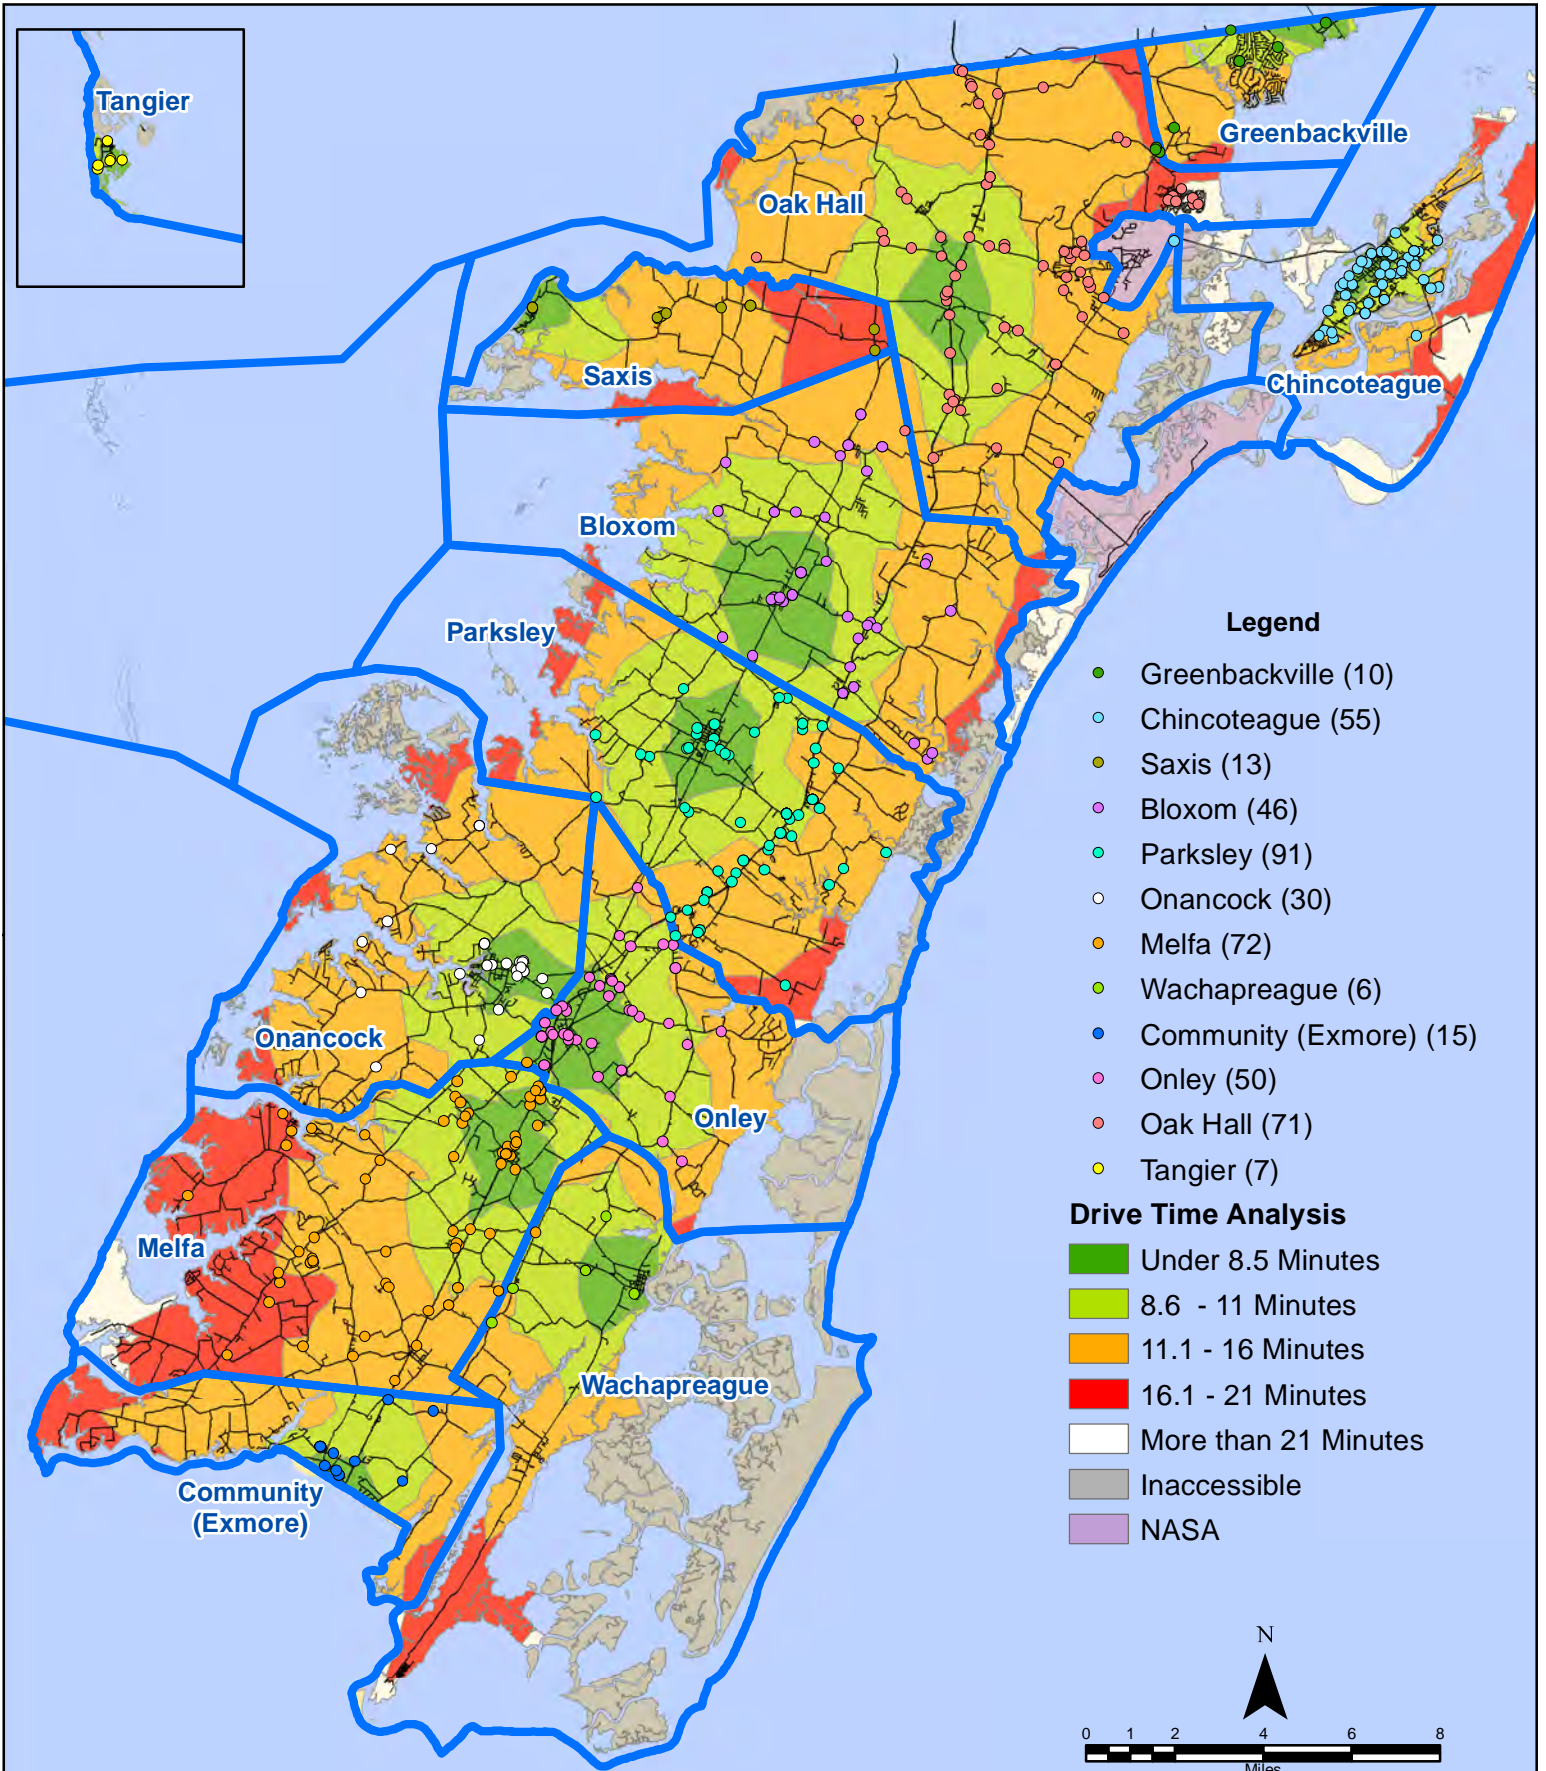 Tangier
Greenbackville
Oak Hall
Saxis
Chincoteague
Bloxom
Parksley
Onancock
Onley
Melfa
Wachapreague
Community
(Exmore)
Legend
Greenbackville (10)
Chincoteague (55)
Saxis (13)
Bloxom (46)
Parksley (91)
Onancock (30)
Melfa (72)
Wachapreague (6)
Community (Exmore) (15)
Onley (50)
Oak Hall (71)
Tangier (7)
Drive Time Analysis
Under 8.5 Minutes
8.6 - 11 Minutes
11.1 - 16 Minutes
16.1 - 21 Minutes
More than 21 Minutes
Inaccessible
NASA
N
0 1 2 4 6 8
Miles